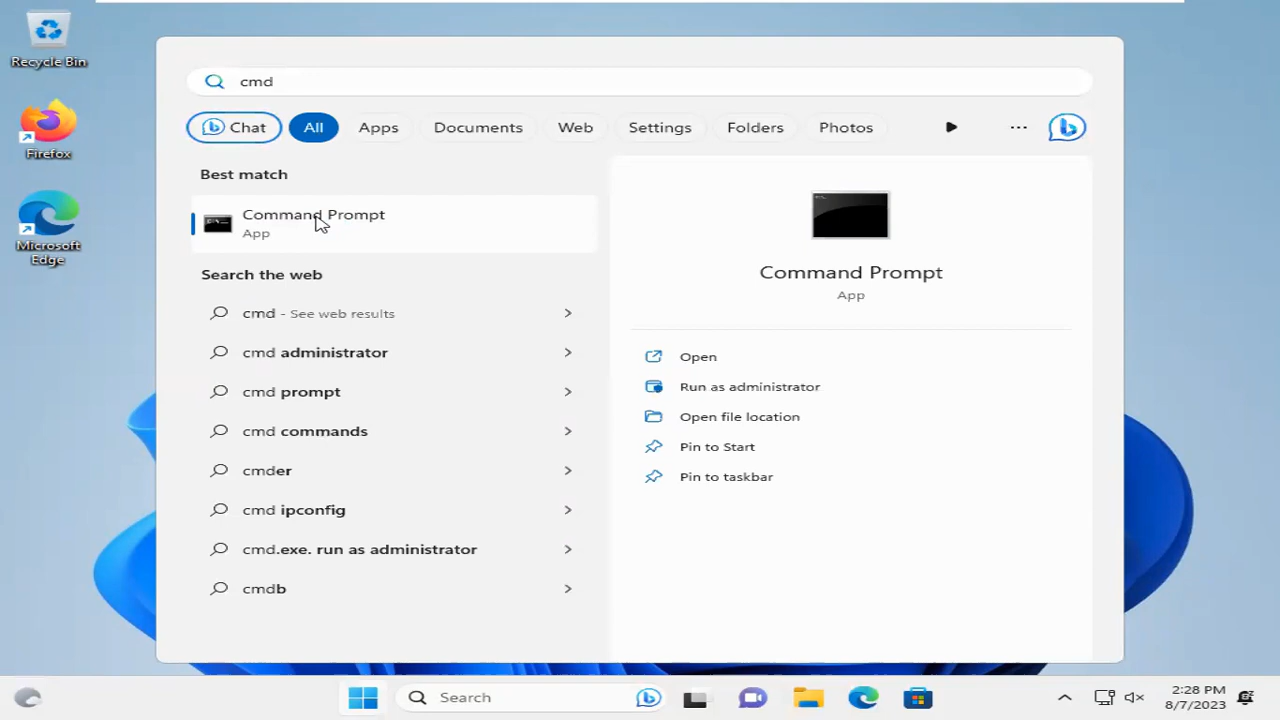 Recycle Bin
Firefox
Microsoft
Edge
cmd
Chat
All
Apps
Documents
Web
Settings
Folders
Photos
Best match
Command Prompt
App
Search the web
cmd - See web results
cmd administrator
cmd prompt
cmd commands
cmder
cmd ipconfig
cmd.exe. run as administrator
cmdb
Command Prompt
App
Open
Run as administrator
Open file location
Pin to Start
Pin to taskbar
Search
2:28 PM
8/7/2023